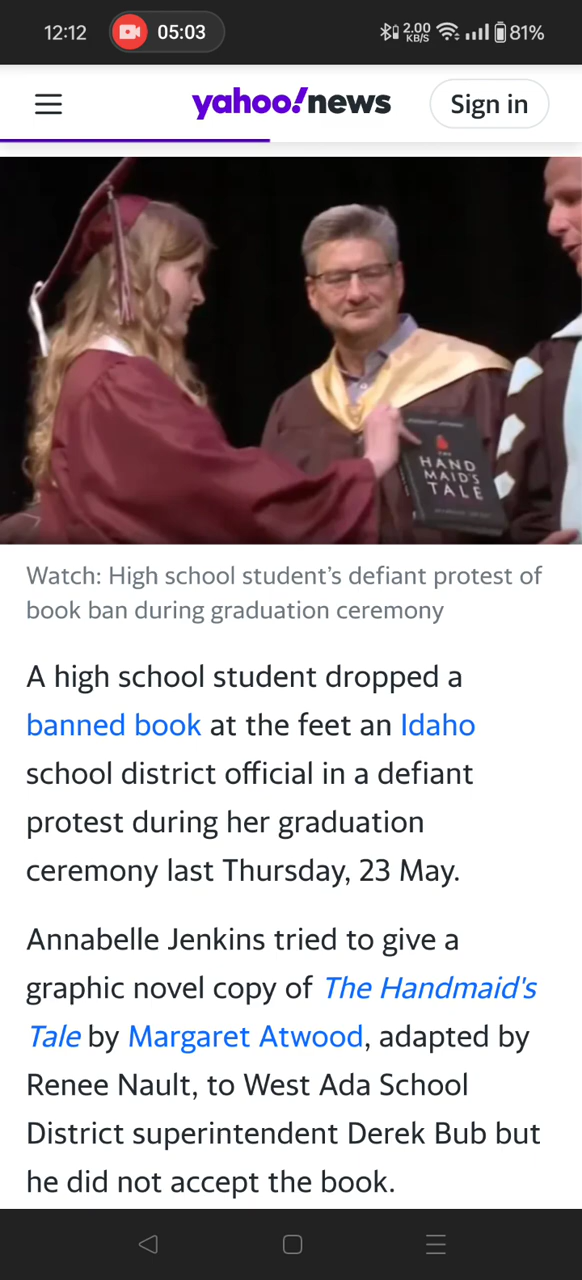 12:12 05:03 2.00 KB/S 81%
yahoo!news Sign in
THE
HAND
MAID'S
TALE
Watch: High school student’s defiant protest of
book ban during graduation ceremony
A high school student dropped a
banned book at the feet an Idaho
school district official in a defiant
protest during her graduation
ceremony last Thursday, 23 May.
Annabelle Jenkins tried to give a
graphic novel copy of The Handmaid's
Tale by Margaret Atwood, adapted by
Renee Nault, to West Ada School
District superintendent Derek Bub but
he did not accept the book.